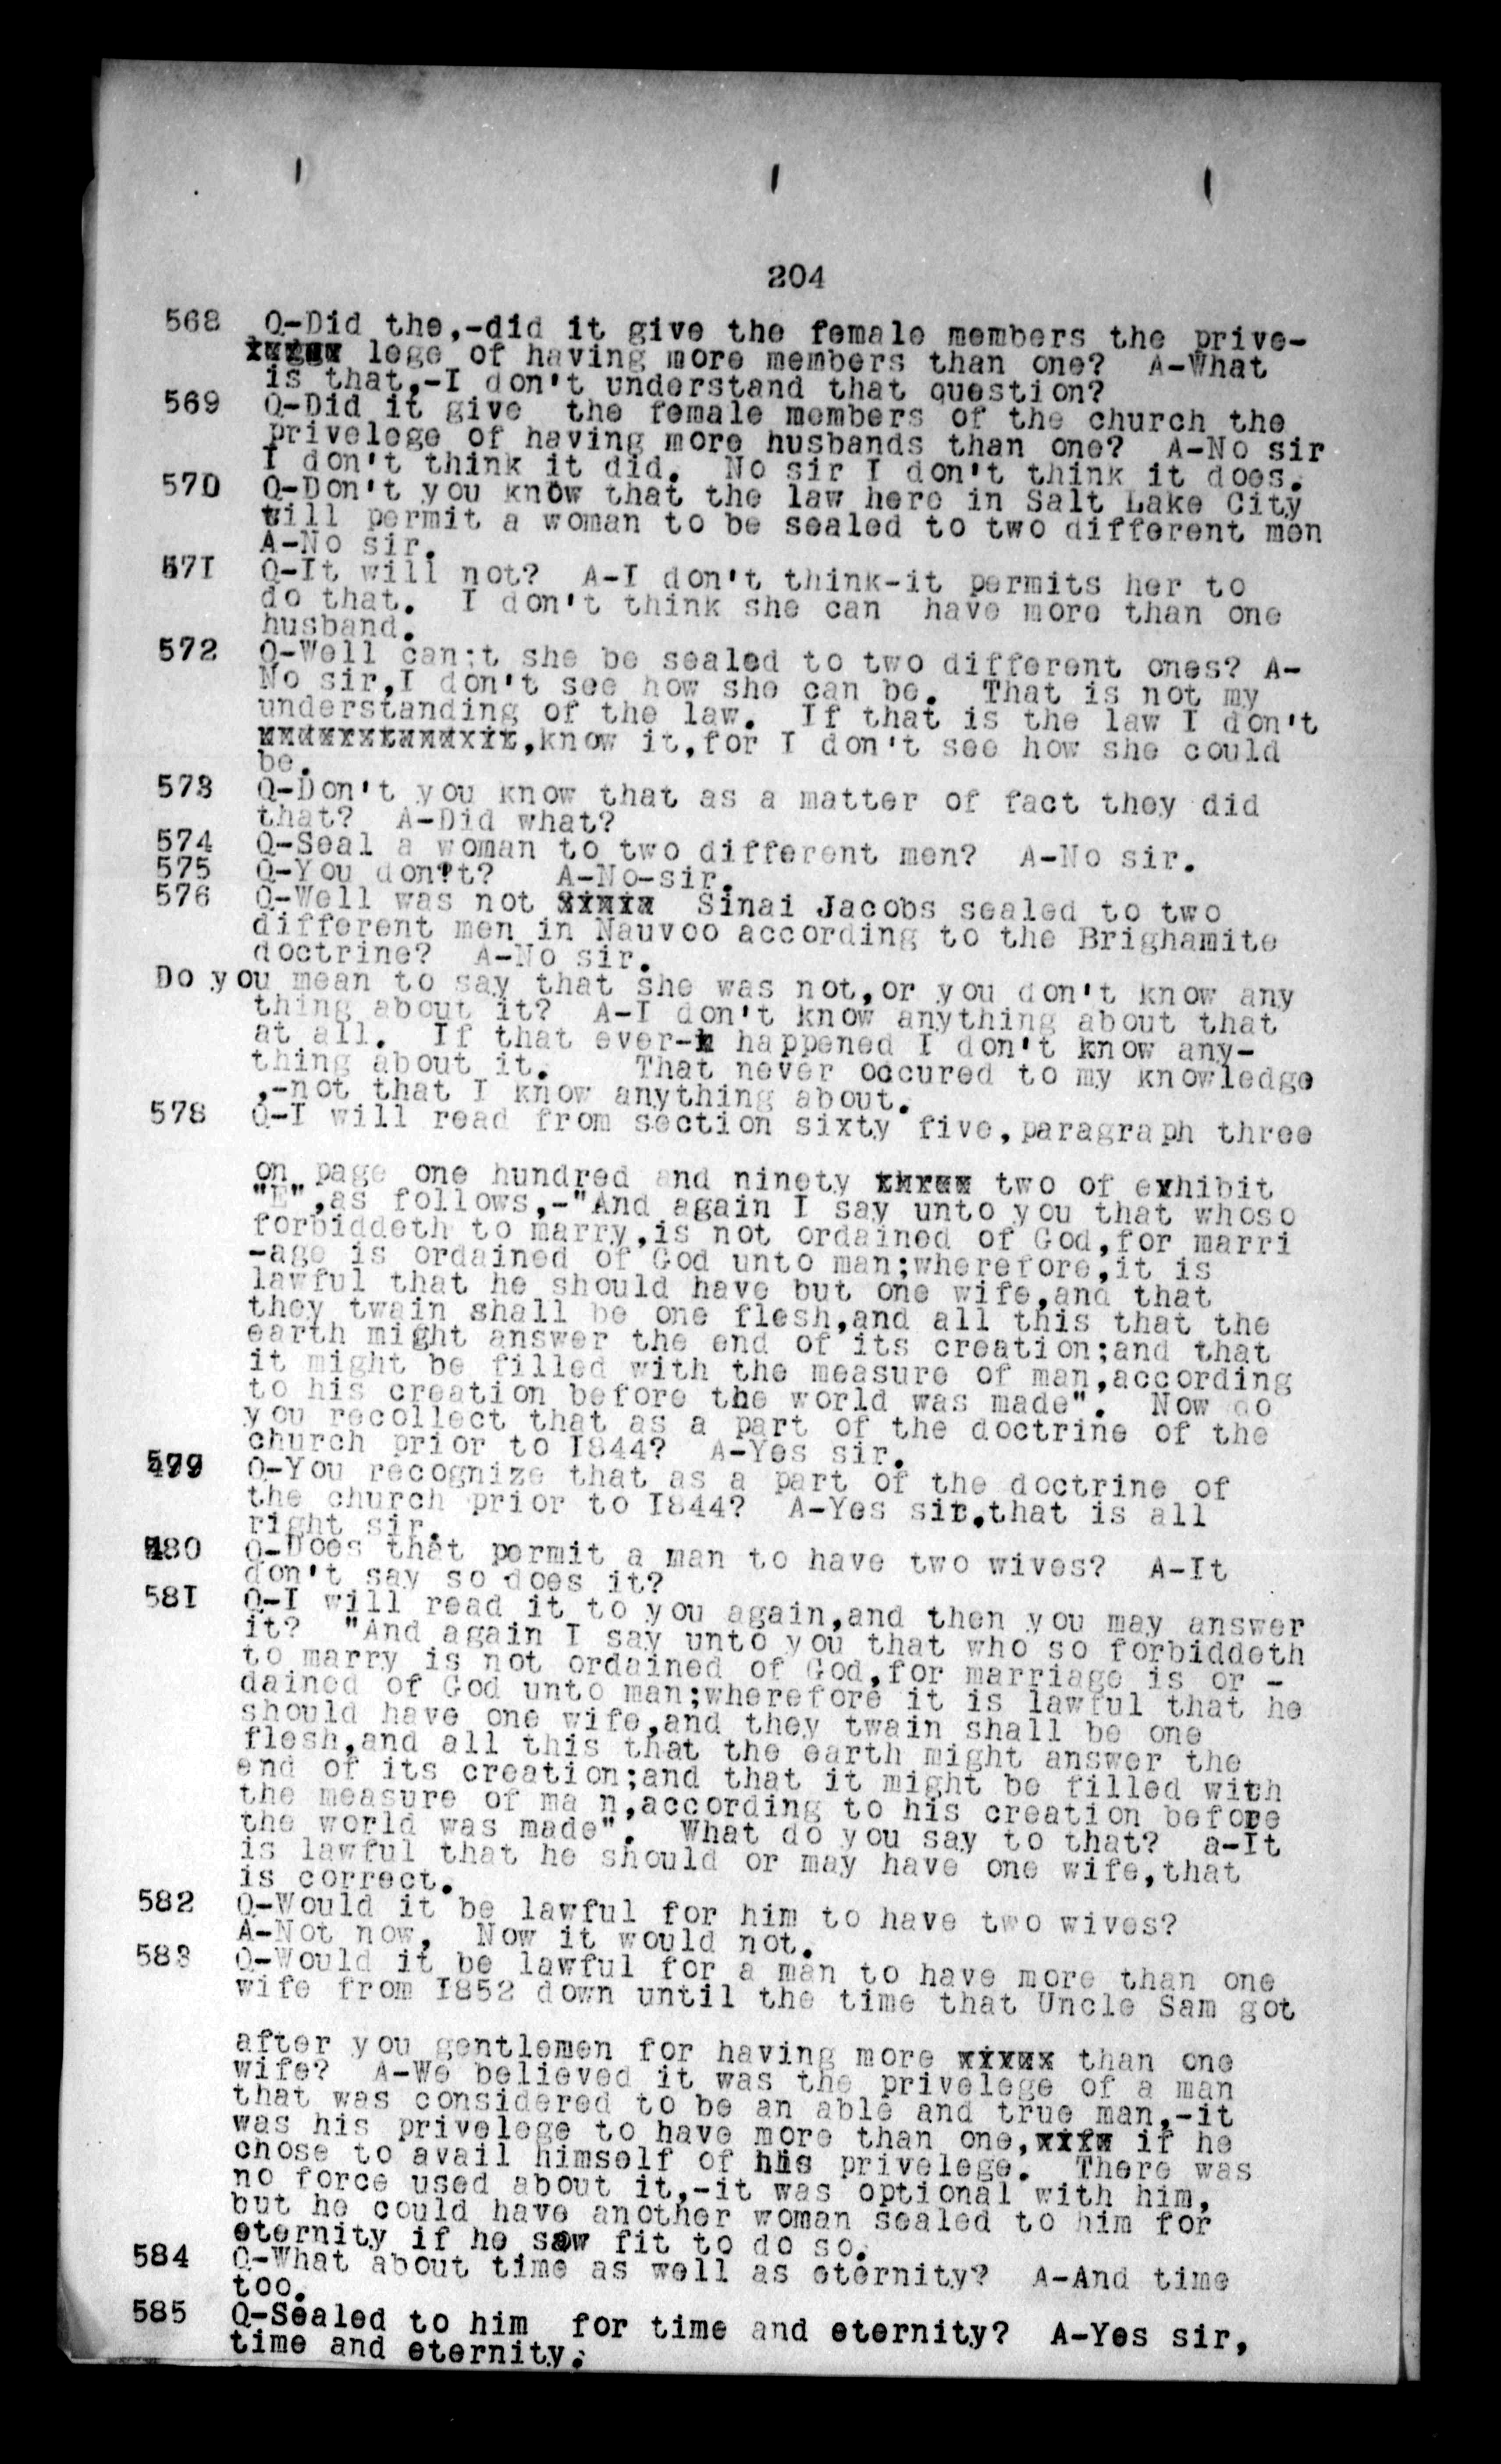 204
568 Q-Did the,-did it give the female members the prive-
lege of having more members than one? A-What
is that,-I don't understand that question?
569 Q-Did it give the female members of the church the
privelege of having more husbands than one? A-No sir
I don't think it did. No sir I don't think it does.
570 Q-Don't you know that the law here in Salt Lake City
will permit a woman to be sealed to two different men
A-No sir.
571 Q-It will not? A-I don't think-it permits her to
do that. I don't think she can have more than one
husband.
572 Q-Well can;t she be sealed to two different ones? A-
No sir,I don't see how she can be. That is not my
understanding of the law. If that is the law I don't
,know it,for I don't see how she could
be.
573 Q-Don't you know that as a matter of fact they did
that? A-Did what?
574 Q-Seal a woman to two different men? A-No sir.
575 Q-You don't? A-No-sir.
576 Q-Well was not Sinai Jacobs sealed to two
different men in Nauvoo according to the Brighamite
doctrine? A-No sir.
Do you mean to say that she was not,or you don't know any
thing about it? A-I don't know anything about that
at all. If that ever- happened I don't know any-
thing about it. That never occured to my knowledge
,-not that I know anything about.
578 Q-I will read from section sixty five,paragraph three
on page one hundred and ninety two of exhibit
"E",as follows,-"And again I say unto you that whoso
forbiddeth to marry,is not ordained of God,for marri
-age is ordained of God unto man;wherefore,it is
lawful that he should have but one wife,and that
they twain shall be one flesh,and all this that the
earth might answer the end of its creation;and that
it might be filled with the measure of man,according
to his creation before the world was made". Now do
you recollect that as a part of the doctrine of the
church prior to I844? A-Yes sir.
Q-You recognize that as a part of the doctrine of
the church prior to I844? A-Yes sir.that is all
right sir.
580 Q-Does that permit a man to have two wives? A-It
don't say so does it?
581 Q-I will read it to you again,and then you may answer
it? "And again I say unto you that who so forbiddeth
to marry is not ordained of God,for marriage is or -
dained of God unto man;wherefore it is lawful that he
should have one wife,and they twain shall be one
flesh,and all this that the earth might answer the
end of its creation;and that it might be filled with
the measure of ma n,according to his creation before
the world was made". What do you say to that? a-It
is lawful that he should or may have one wife,that
is correct.
582 Q-Would it be lawful for him to have two wives?
A-Not now, Now it would not.
583 Q-Would it be lawful for a man to have more than one
wife from I852 down until the time that Uncle Sam got
after you gentlemen for having more than one
wife? A-We believed it was the privelege of a man
that was considered to be an able and true man,-it
was his privelege to have more than one, if he
chose to avail himself of his privelege. There was
no force used about it,-it was optional with him,
but he could have another woman sealed to him for
eternity if he saw fit to do so.
584 Q-What about time as well as eternity? A-And time
too.
585 Q-Sealed to him for time and eternity? A-Yes sir,
time and eternity.